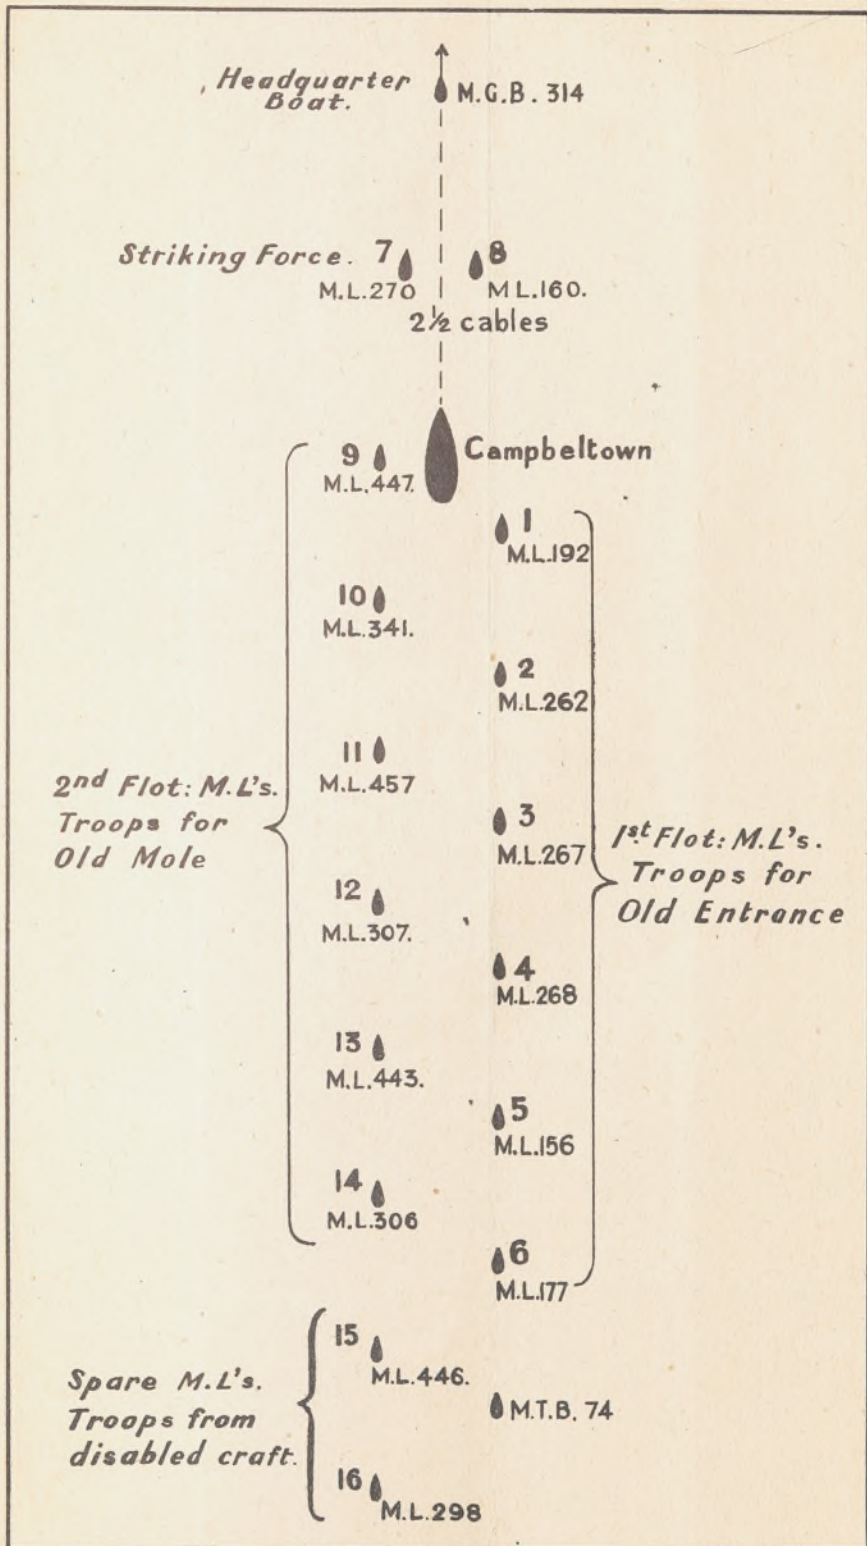 Headquarter
Boat.
M.G.B. 314
Striking Force.
7
M.L.270
8
M L.160.
2½ cables
Campbeltown
9
M.L.447.
1
M.L.192
10
M.L.341.
2
M.L.262
11
M.L.457
2nd Flot: M.L's.
Troops for
Old Mole
3
M.L.267
1st Flot: M.L's.
Troops for
Old Entrance
12
M.L.307.
4
M.L.268
13
M.L.443.
5
M.L.156
14
M.L.306
6
M.L.177
15
M.L.446.
Spare M.L's.
Troops from
disabled craft.
M.T.B. 74
16
M.L.298